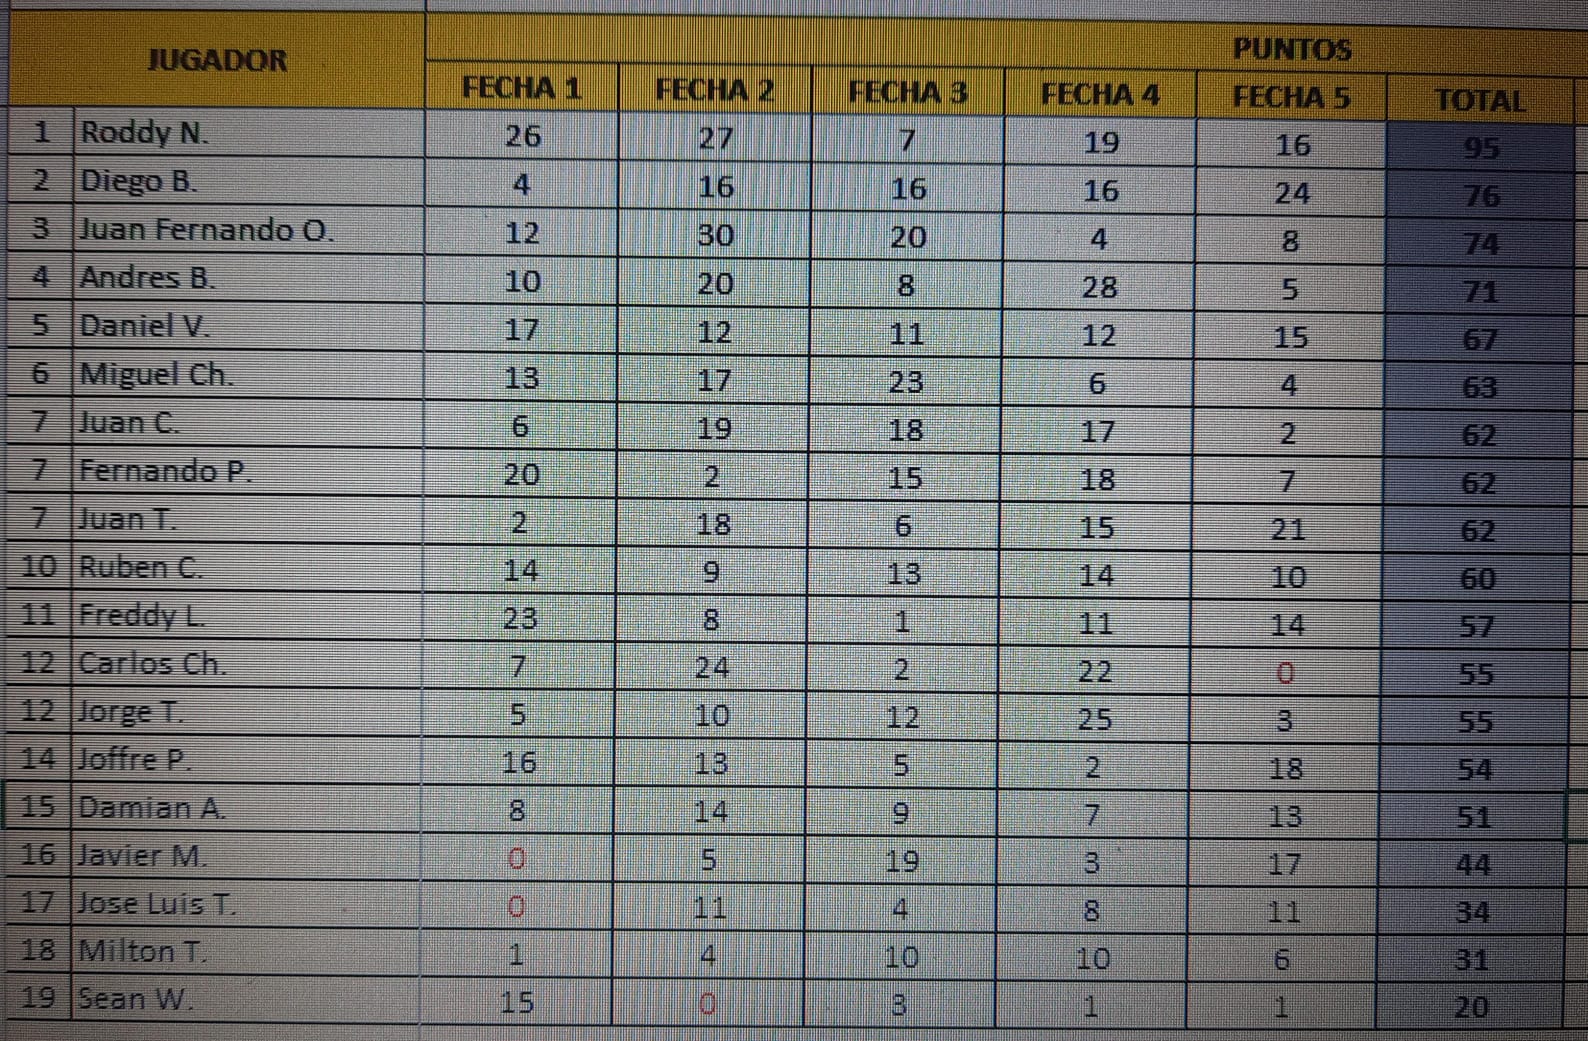 JUGADOR PUNTOS
FECHA 1 FECHA 2 FECHA 3 FECHA 4 FECHA 5 TOTAL
1 Roddy N. 26 27 7 19 16 95
2 Diego B. 4 16 16 16 24 76
3 Juan Fernando O. 12 30 20 4 8 74
4 Andres B. 10 20 8 28 5 71
5 Daniel V. 17 12 11 12 15 67
6 Miguel Ch. 13 17 23 6 4 63
7 Juan C. 6 19 18 17 2 62
7 Fernando P. 20 2 15 18 7 62
7 Juan T. 2 18 6 15 21 62
10 Ruben C. 14 9 13 14 10 60
11 Freddy L. 23 8 1 11 14 57
12 Carlos Ch. 7 24 2 22 0 55
12 Jorge T. 5 10 12 25 3 55
14 Joffre P. 16 13 5 2 18 54
15 Damian A. 8 14 9 7 13 51
16 Javier M. 0 5 19 3 17 44
17 Jose Luis T. 0 11 4 8 11 34
18 Milton T. 1 4 10 10 6 31
19 Sean W. 15 0 3 1 1 20